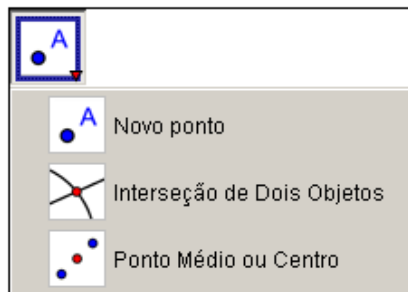 A
A
Novo ponto
Interseção de Dois Objetos
Ponto Médio ou Centro